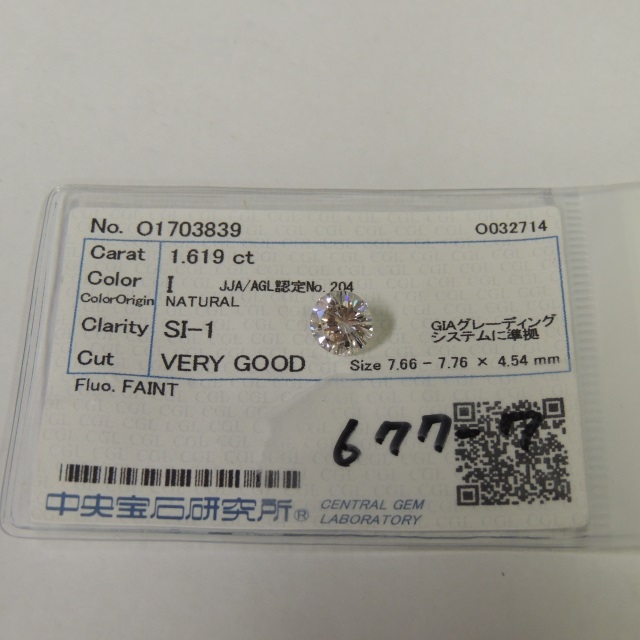 No. O1703839 O032714
Carat 1.619 ct
Color I JJA/AGL認定No.204
ColorOrigin NATURAL
Clarity SI-1 GIAグレーディング
システムに準拠
Cut VERY GOOD Size 7.66 - 7.76 × 4.54 mm
Fluo. FAINT
677-7
中央宝石研究所® CENTRAL GEM
LABORATORY